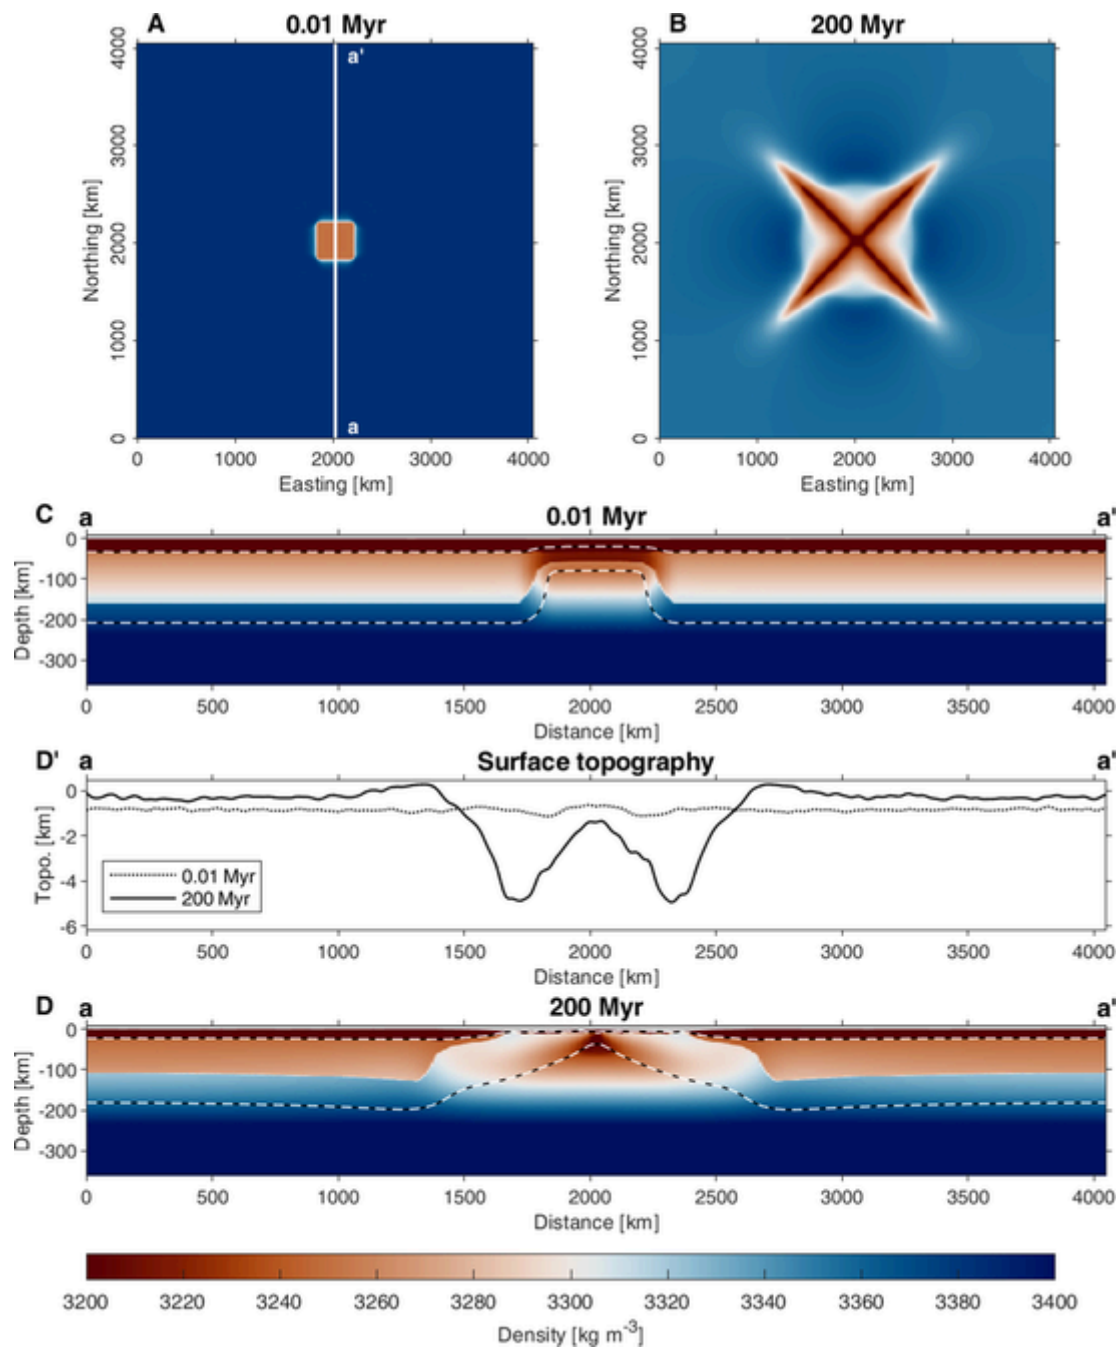 A 0.01 Myr
B 200 Myr
4000 3000 2000 1000 0
Northing [km]
a'
a
0 1000 2000 3000 4000
Easting [km]
4000 3000 2000 1000 0
Northing [km]
0 1000 2000 3000 4000
Easting [km]
C a 0.01 Myr a'
0
-100
-200
-300
Depth [km]
0 500 1000 1500 2000 2500 3000 3500 4000
Distance [km]
D' a Surface topography a'
0
-2
-4
-6
Topo. [km]
0.01 Myr
200 Myr
0 500 1000 1500 2000 2500 3000 3500 4000
Distance [km]
D a 200 Myr a'
0
-100
-200
-300
Depth [km]
0 500 1000 1500 2000 2500 3000 3500 4000
Distance [km]
3200 3220 3240 3260 3280 3300 3320 3340 3360 3380 3400
Density [kg m⁻³]